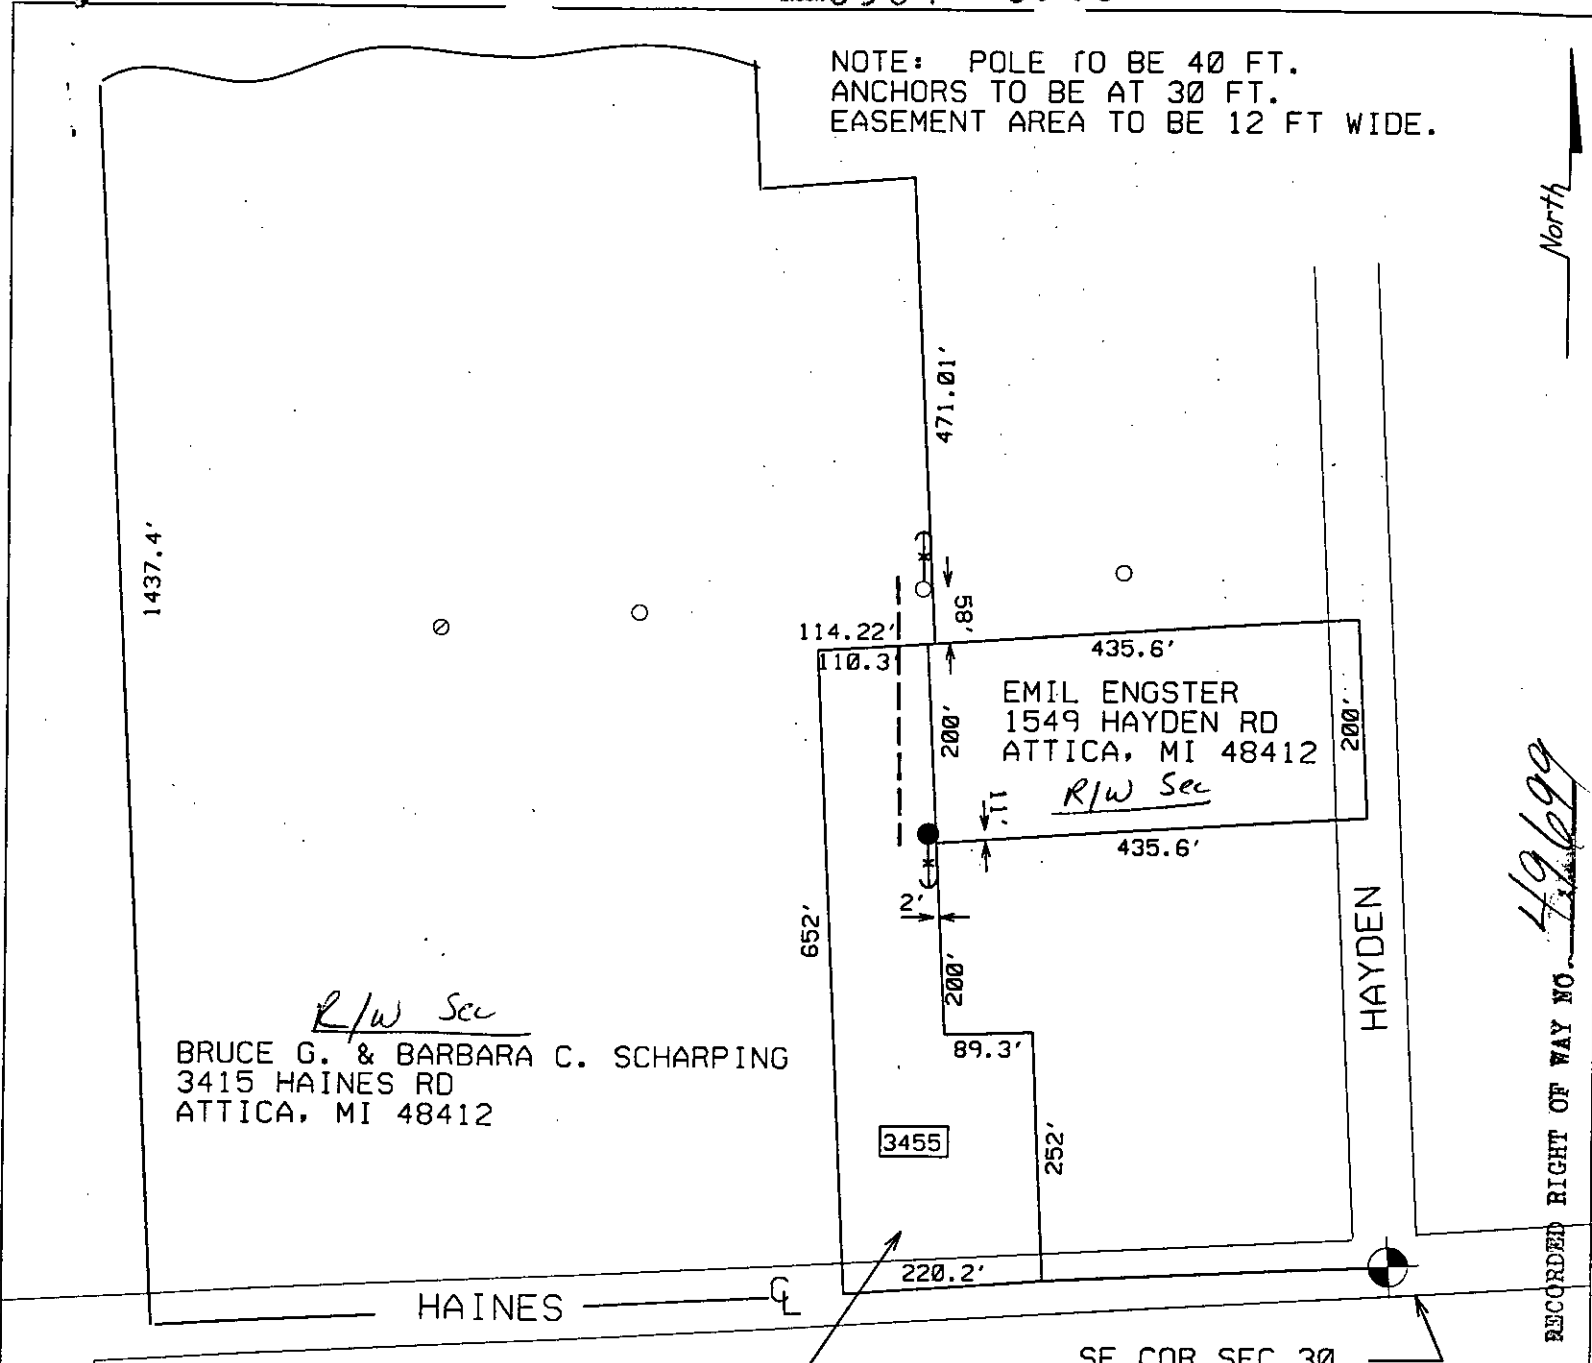 NOTE: POLE TO BE 40 FT.
ANCHORS TO BE AT 30 FT.
EASEMENT AREA TO BE 12 FT WIDE.
North
471.01'
1437.4'
58'
114.22'
110.3'
435.6'
EMIL ENGSTER
1549 HAYDEN RD
ATTICA, MI 48412
R/W Sec
200'
200'
11'
435.6'
2'
652'
200'
HAYDEN
R/W Sec
BRUCE G. & BARBARA C. SCHARPING
3415 HAINES RD
ATTICA, MI 48412
89.3'
3455
252'
220.2'
HAINES
CL
SE COR SEC 30
RECORDED RIGHT OF WAY NO. 49699